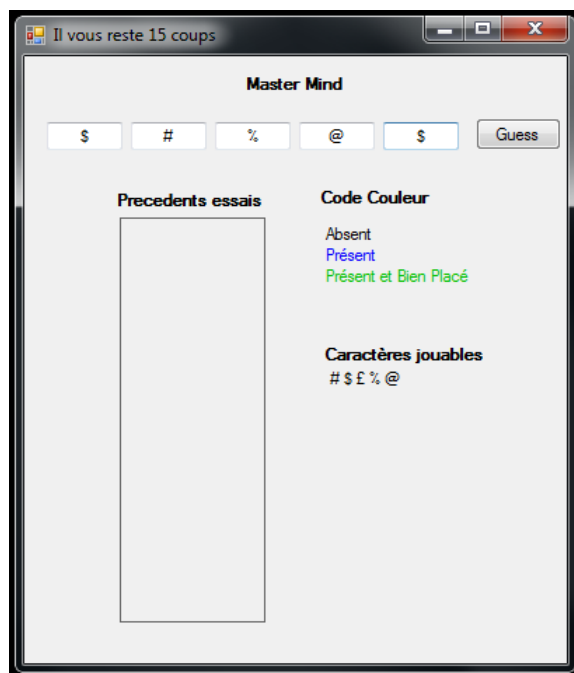 Il vous reste 15 coups
Master Mind
$ # % @ $ Guess
Precedents essais
Code Couleur
Absent
Présent
Présent et Bien Placé
Caractères jouables
# $ £ % @